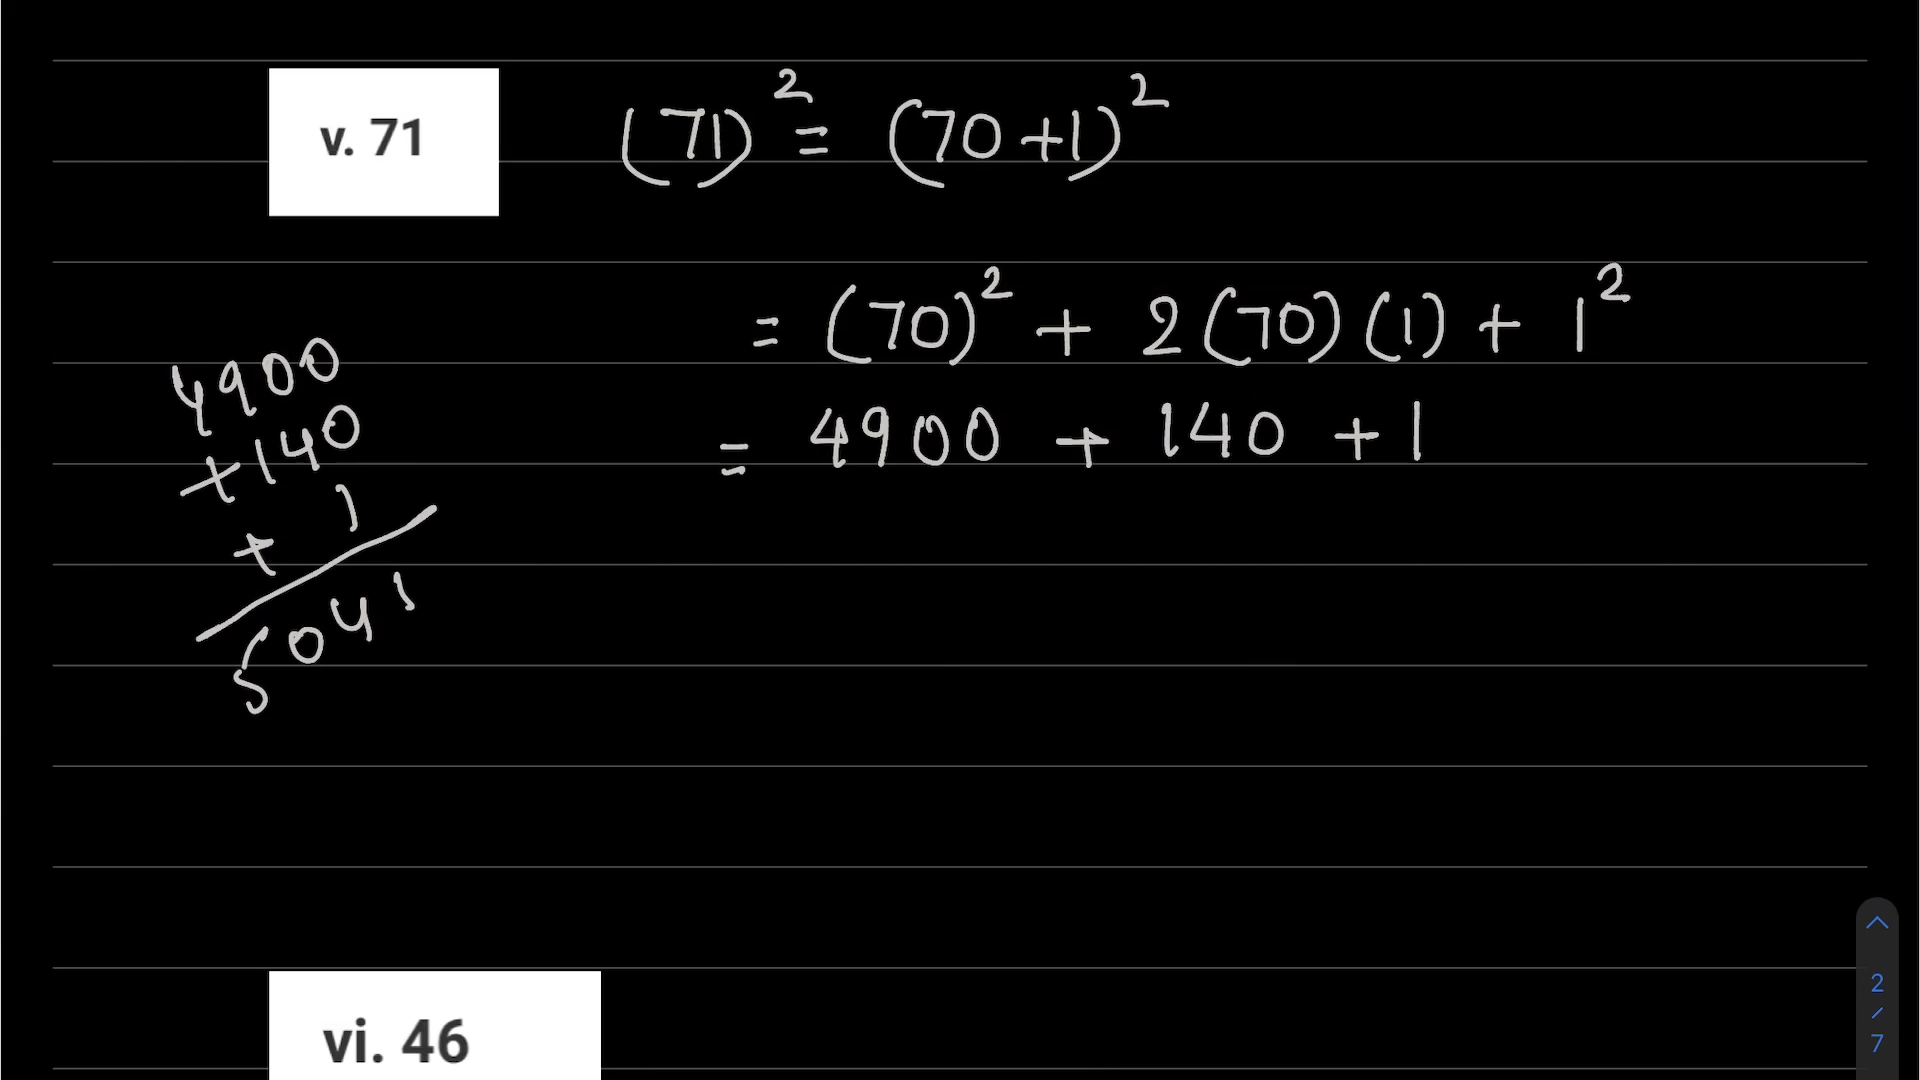 v. 71
(71)² = (70 +1)²
= (70)² + 2(70)(1) + 1²
= 4900 + 140 +1
4900
+140
+ 1
5041
vi. 46
2
/
7